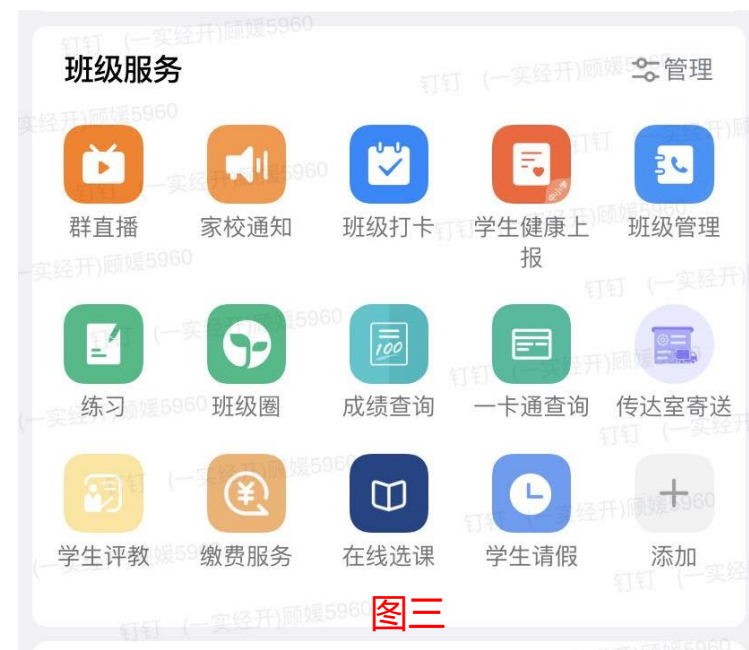 班级服务
管理
群直播 家校通知 班级打卡 学生健康上报 班级管理
中小学
练习 班级圈 成绩查询 一卡通查询 传达室寄送
100
学生评教 缴费服务 在线选课 学生请假 添加
图三
钉钉 (一实经开)顾媛5960